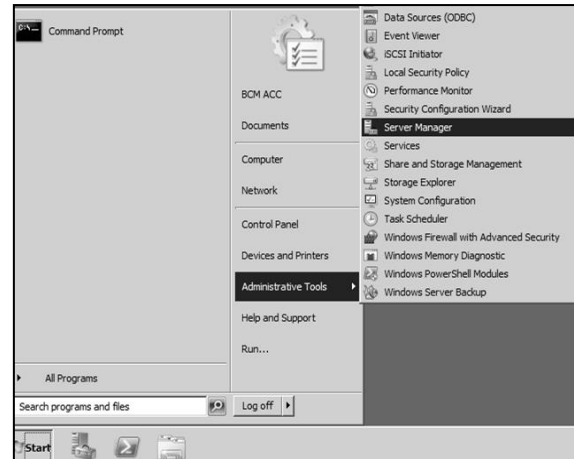 Command Prompt
BCM ACC
Documents
Computer
Network
Control Panel
Devices and Printers
Administrative Tools
Help and Support
Run...
All Programs
Search programs and files
Log off
Start
Data Sources (ODBC)
Event Viewer
iSCSI Initiator
Local Security Policy
Performance Monitor
Security Configuration Wizard
Server Manager
Services
Share and Storage Management
Storage Explorer
System Configuration
Task Scheduler
Windows Firewall with Advanced Security
Windows Memory Diagnostic
Windows PowerShell Modules
Windows Server Backup